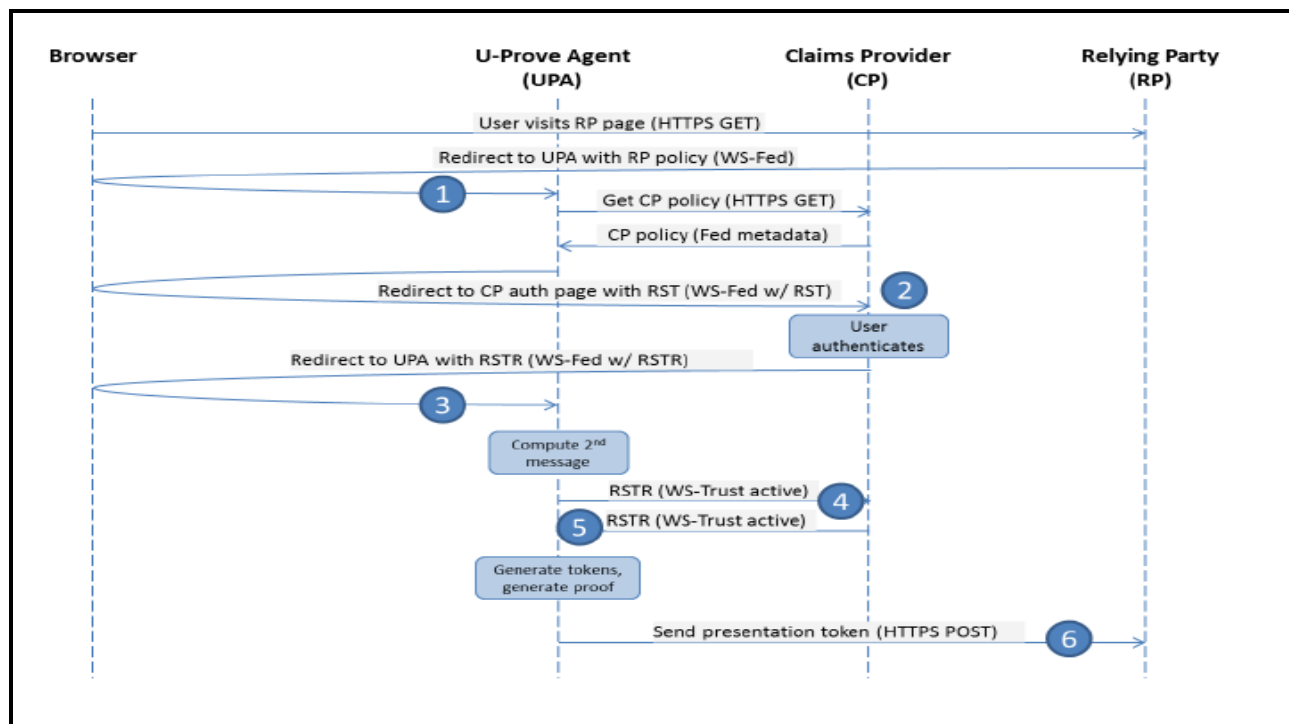 Browser
U-Prove Agent
(UPA)
Claims Provider
(CP)
Relying Party
(RP)
User visits RP page (HTTPS GET)
Redirect to UPA with RP policy (WS-Fed)
1
Get CP policy (HTTPS GET)
CP policy (Fed metadata)
Redirect to CP auth page with RST (WS-Fed w/ RST)
2
User
authenticates
Redirect to UPA with RSTR (WS-Fed w/ RSTR)
3
Compute 2nd
message
RSTR (WS-Trust active)
4
5
RSTR (WS-Trust active)
Generate tokens,
generate proof
Send presentation token (HTTPS POST)
6